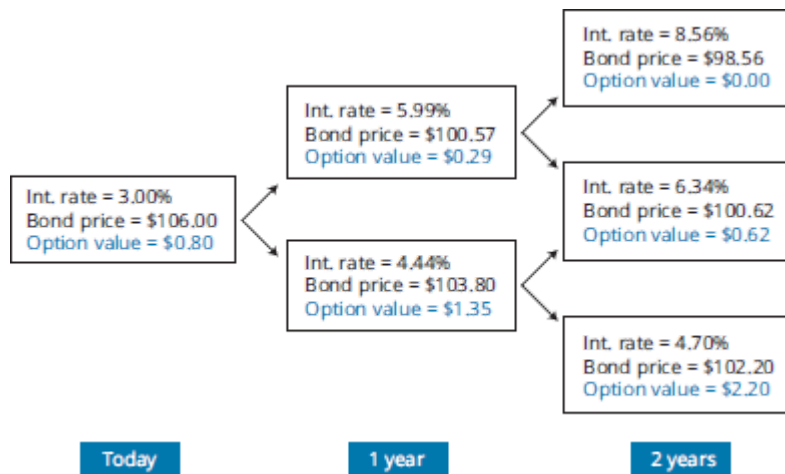 Int. rate = 3.00%
Bond price = $106.00
Option value = $0.80
Int. rate = 5.99%
Bond price = $100.57
Option value = $0.29
Int. rate = 4.44%
Bond price = $103.80
Option value = $1.35
Int. rate = 8.56%
Bond price = $98.56
Option value = $0.00
Int. rate = 6.34%
Bond price = $100.62
Option value = $0.62
Int. rate = 4.70%
Bond price = $102.20
Option value = $2.20
Today
1 year
2 years